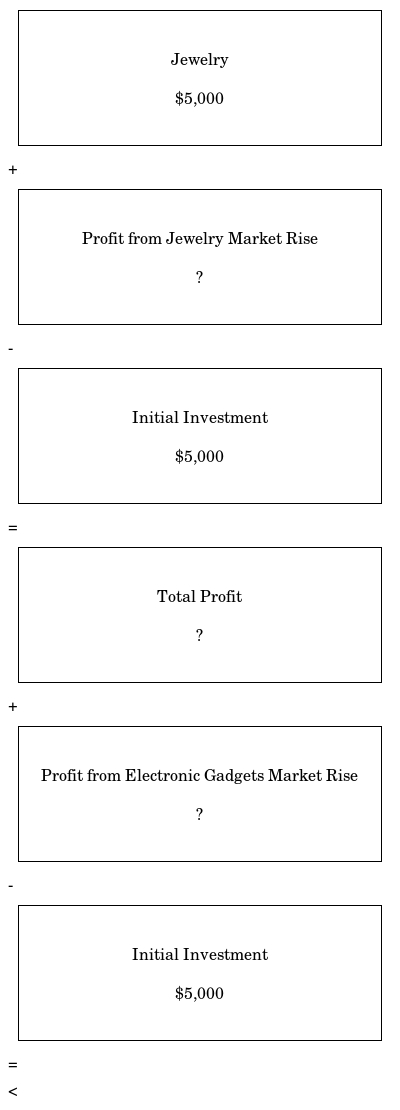 Jewelry
$5,000
+
Profit from Jewelry Market Rise
?
-
Initial Investment
$5,000
=
Total Profit
?
+
Profit from Electronic Gadgets Market Rise
?
-
Initial Investment
$5,000
=
<